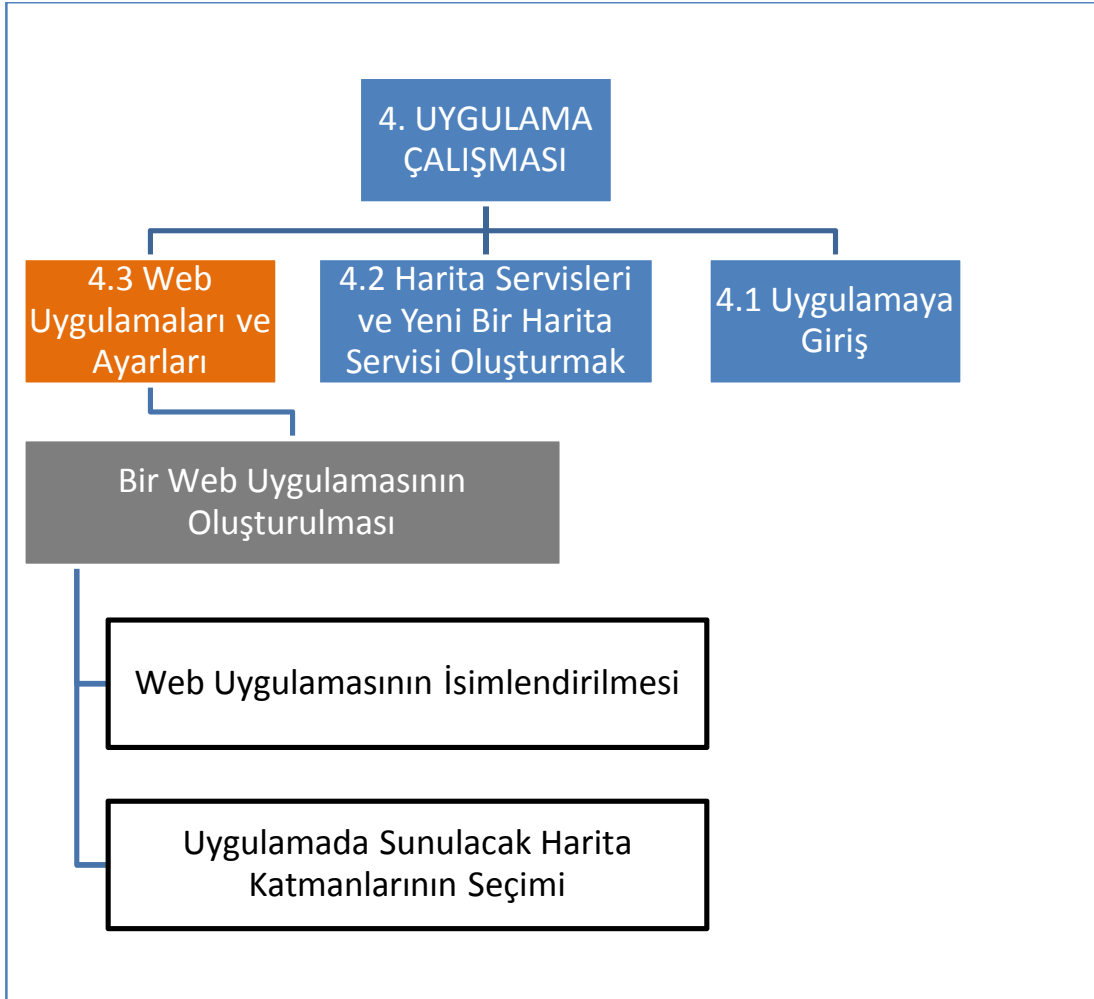 4. UYGULAMA
ÇALIŞMASI
4.3 Web
Uygulamaları ve
Ayarları
4.2 Harita Servisleri
ve Yeni Bir Harita
Servisi Oluşturmak
4.1 Uygulamaya
Giriş
Bir Web Uygulamasının
Oluşturulması
Web Uygulamasının İsimlendirilmesi
Uygulamada Sunulacak Harita
Katmanlarının Seçimi